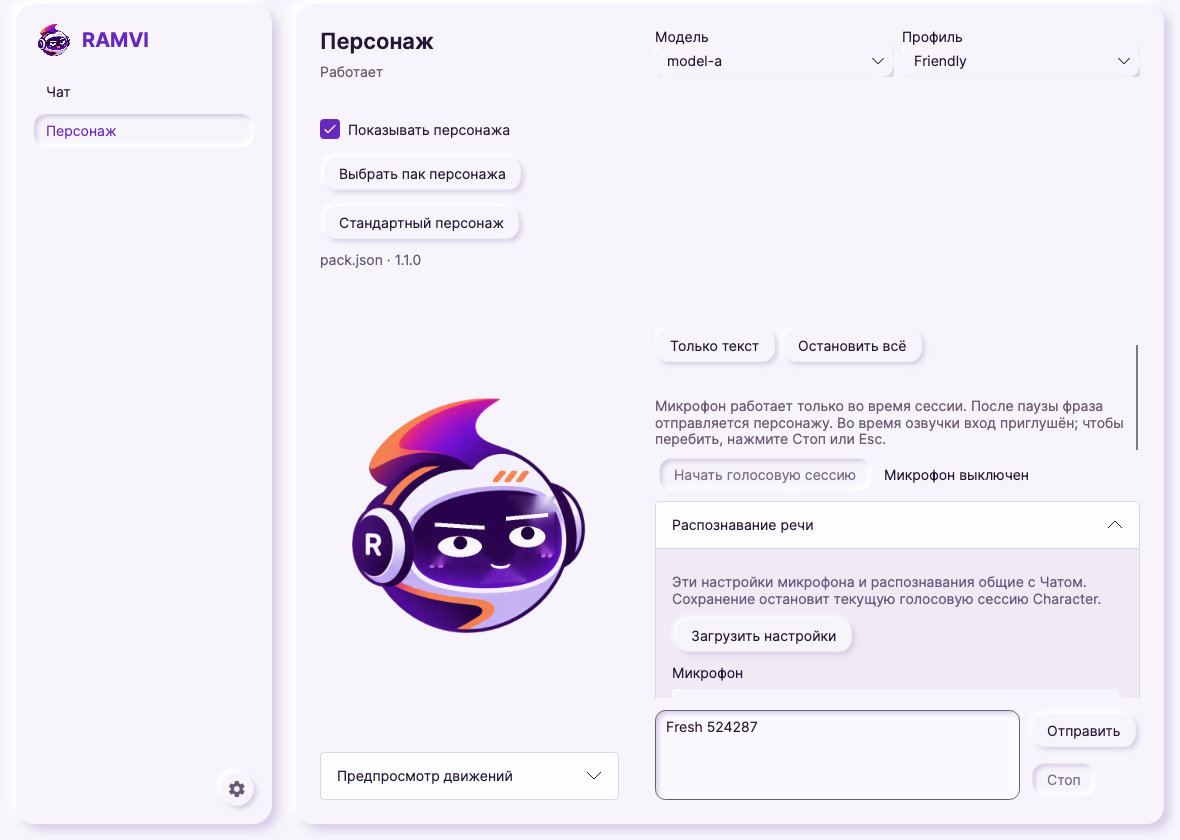 RAMVI
Чат
Персонаж
Персонаж
Работает
Модель
model-a
Профиль
Friendly
Показывать персонажа
Выбрать пак персонажа
Стандартный персонаж
pack.json · 1.1.0
R
Предпросмотр движений
Только текст
Остановить всё
Микрофон работает только во время сессии. После паузы фраза
отправляется персонажу. Во время озвучки вход приглушён; чтобы
перебить, нажмите Стоп или Esc.
Начать голосовую сессию
Микрофон выключен
Распознавание речи
Эти настройки микрофона и распознавания общие с Чатом.
Сохранение остановит текущую голосовую сессию Character.
Загрузить настройки
Микрофон
Fresh 524287
Отправить
Стоп